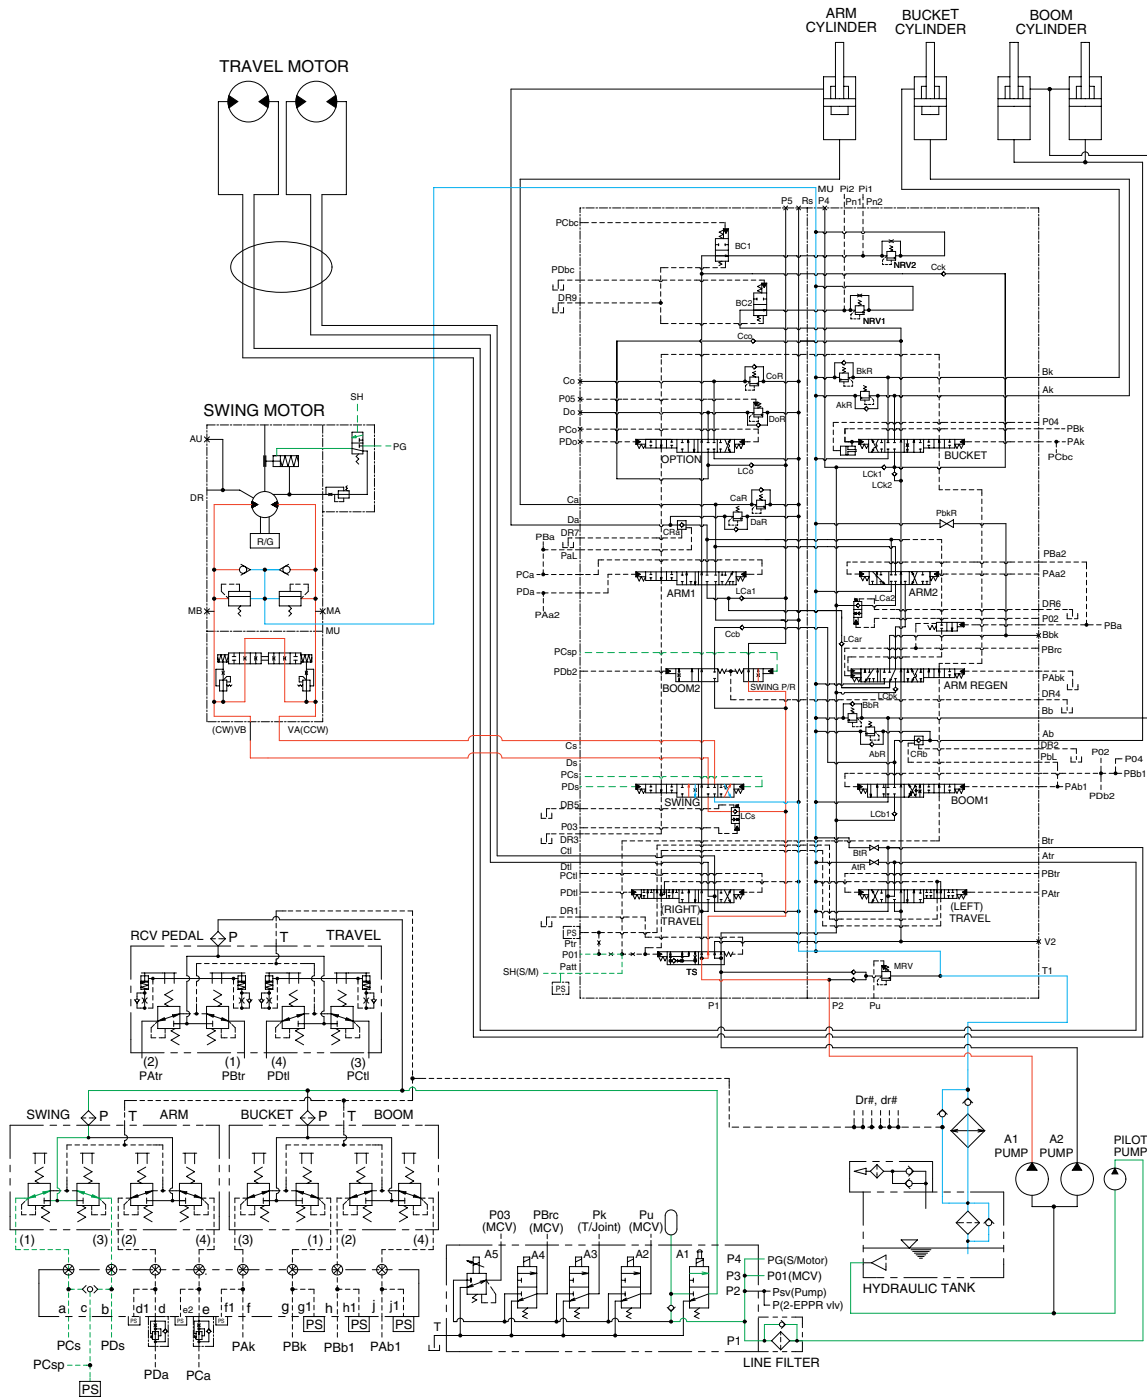 ARM
CYLINDER
BUCKET
CYLINDER
BOOM
CYLINDER
TRAVEL MOTOR
MU Pi2 Pi1
P5 Rs P4 Pn1 Pn2
PCbc
BC1
NRV2
Cck
PDbc
DR9
BC2
NRV1
Cco
Co
CoR
BkR
Bk
P05
AkR
Ak
Do
DoR
PCo
PDo
OPTION
P04
PBk
PAk
PCbc
BUCKET
LCo
LCk1
LCk2
SWING MOTOR
SH
AU
PG
DR
R/G
MB
MA
MU
(CW)VB
VA(CCW)
Ca
CaR
Da
DaR
CRa
DR7
PaL
PBa
PbkR
PCa
PDa
PAa2
ARM1
LCa1
ARM2
LCa2
PBa2
PAa2
DR6
P02
PBa
Ccb
LCar
Bbk
PBrc
PCsp
PDb2
BOOM2
SWING P/R
LCbk
ARM REGEN
PAbk
DR4
BbR
Bb
AbR
CRb
Ab
DR2
PbL
P02
P04
PBb1
PAb1
PDb2
Cs
Ds
PCs
PDs
SWING
BOOM1
DR5
LCs
LCb1
P03
DR3
Ctl
BtR
Btr
AtR
Atr
Dtl
PCtl
PBtr
PDtl
PAtr
(RIGHT)
TRAVEL
(LEFT)
TRAVEL
DR1
PS
Ptr
P01
Patt
SH(S/M)
PS
TS
V2
MRV
T1
P1
P2
Pu
RCV PEDAL
P
T
TRAVEL
(2)
(1)
(4)
(3)
PAtr
PBtr
PDtl
PCtl
SWING
P
T
ARM
BUCKET
P
T
BOOM
(1)
(3)
(2)
(4)
(3)
(1)
(2)
(4)
a
c
b
d1
d
e2
e
f1
f
g
g1
h
h1
j
j1
PS
PS
PS
PS
PS
PS
PCs
PDs
PDa
PCa
PAk
PBk
PBb1
PAb1
PCsp
PS
Dr#, dr#
A1
PUMP
A2
PUMP
PILOT
PUMP
HYDRAULIC TANK
P03
(MCV)
PBrc
(MCV)
Pk
(T/Joint)
Pu
(MCV)
A5
A4
A3
A2
A1
P4
PG(S/Motor)
P3
P01(MCV)
P2
Psv(Pump)
P(2-EPPR vlv)
T
P1
LINE FILTER